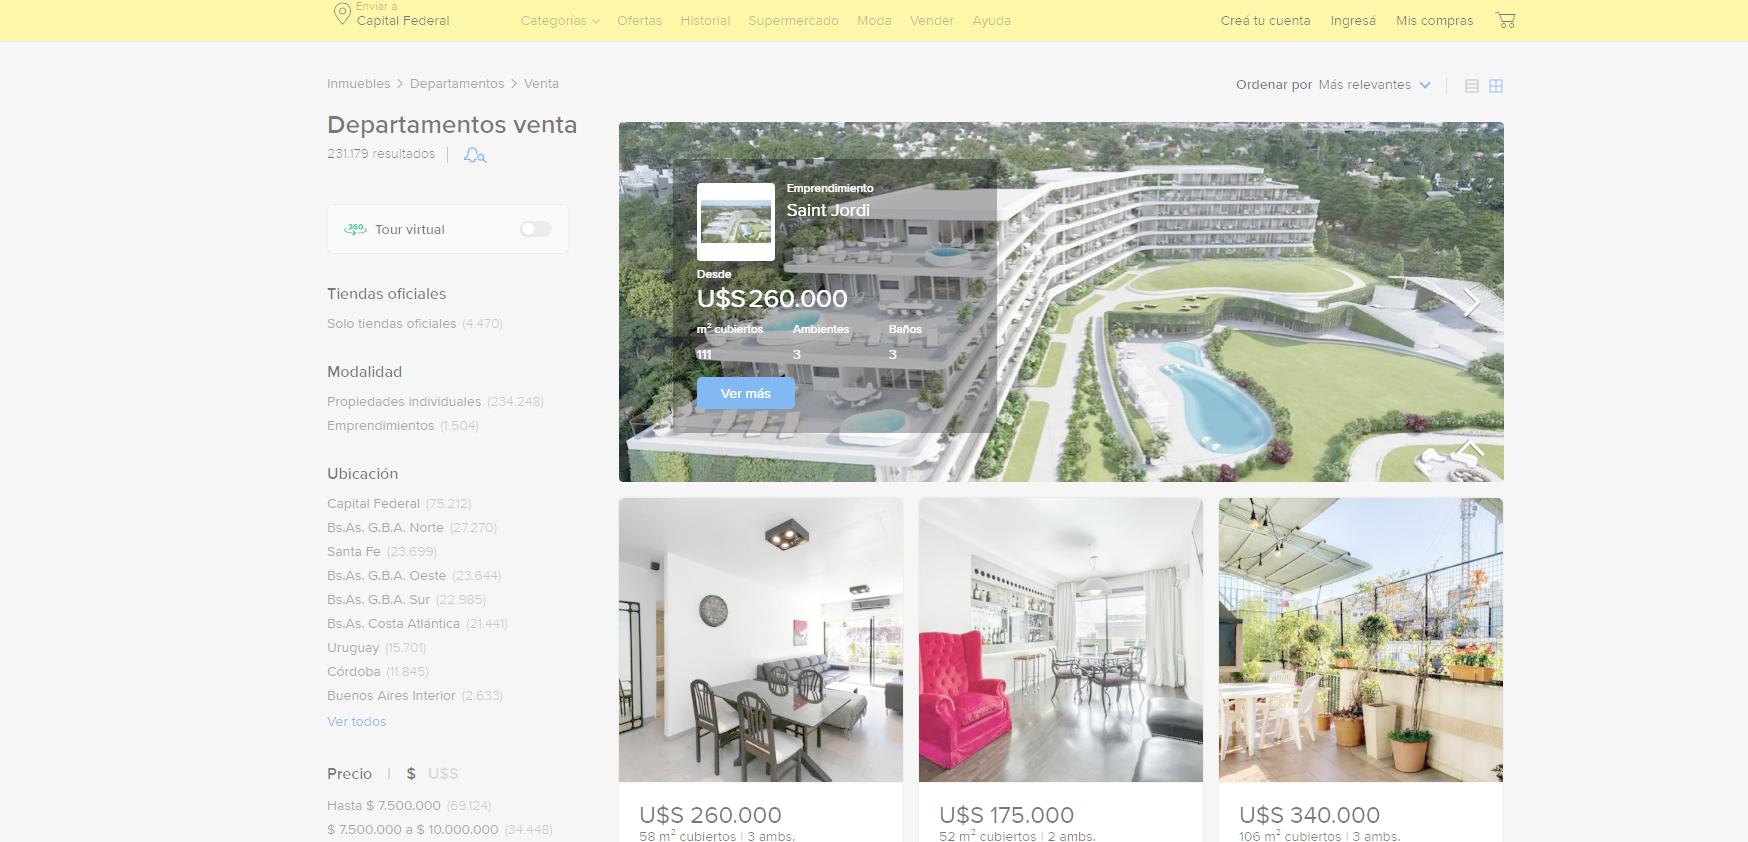 Enviar a
Capital Federal
Categorías Ofertas Historial Supermercado Moda Vender Ayuda
Creá tu cuenta Ingresá Mis compras
Inmuebles > Departamentos > Venta
Ordenar por Más relevantes
Departamentos venta
231.179 resultados
360 Tour virtual
Tiendas oficiales
Solo tiendas oficiales (4.470)
Modalidad
Propiedades individuales (234.248)
Emprendimientos (1.504)
Ubicación
Capital Federal (75.212)
Bs.As. G.B.A. Norte (27.270)
Santa Fe (23.699)
Bs.As. G.B.A. Oeste (23.644)
Bs.As. G.B.A. Sur (22.985)
Bs.As. Costa Atlántica (21.441)
Uruguay (15.701)
Córdoba (11.845)
Buenos Aires Interior (2.633)
Ver todos
Precio | $ U$S
Hasta $ 7.500.000 (69.124)
$ 7.500.000 a $ 10.000.000 (34.448)
Emprendimiento
Saint Jordi
Desde
U$S 260.000
m² cubiertos Ambientes Baños
111 3 3
Ver más
U$S 260.000
58 m² cubiertos | 3 ambs.
U$S 175.000
52 m² cubiertos | 2 ambs.
U$S 340.000
106 m² cubiertos | 3 ambs.